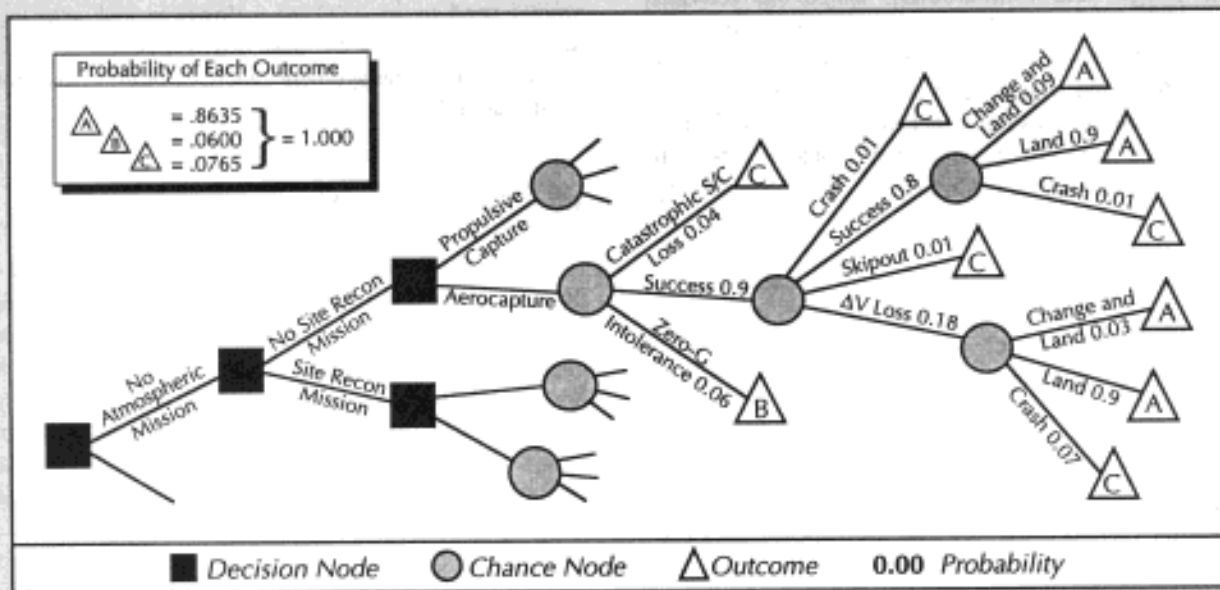 Probability of Each Outcome
A = .8635
B = .0600 } = 1.000
C = .0765
No
Atmospheric
Mission
No Site Recon
Mission
Site Recon
Mission
Propulsive
Capture
Aerocapture
Catastrophic S/C
Loss 0.04
C
Success 0.9
Zero-G
Intolerance 0.06
B
Crash 0.01
C
Success 0.8
Change and
Land 0.09
A
Land 0.9
A
Crash 0.01
C
Skipout 0.01
C
ΔV Loss 0.18
Change and
Land 0.03
A
Land 0.9
A
Crash 0.07
C
Decision Node
Chance Node
Outcome
0.00 Probability